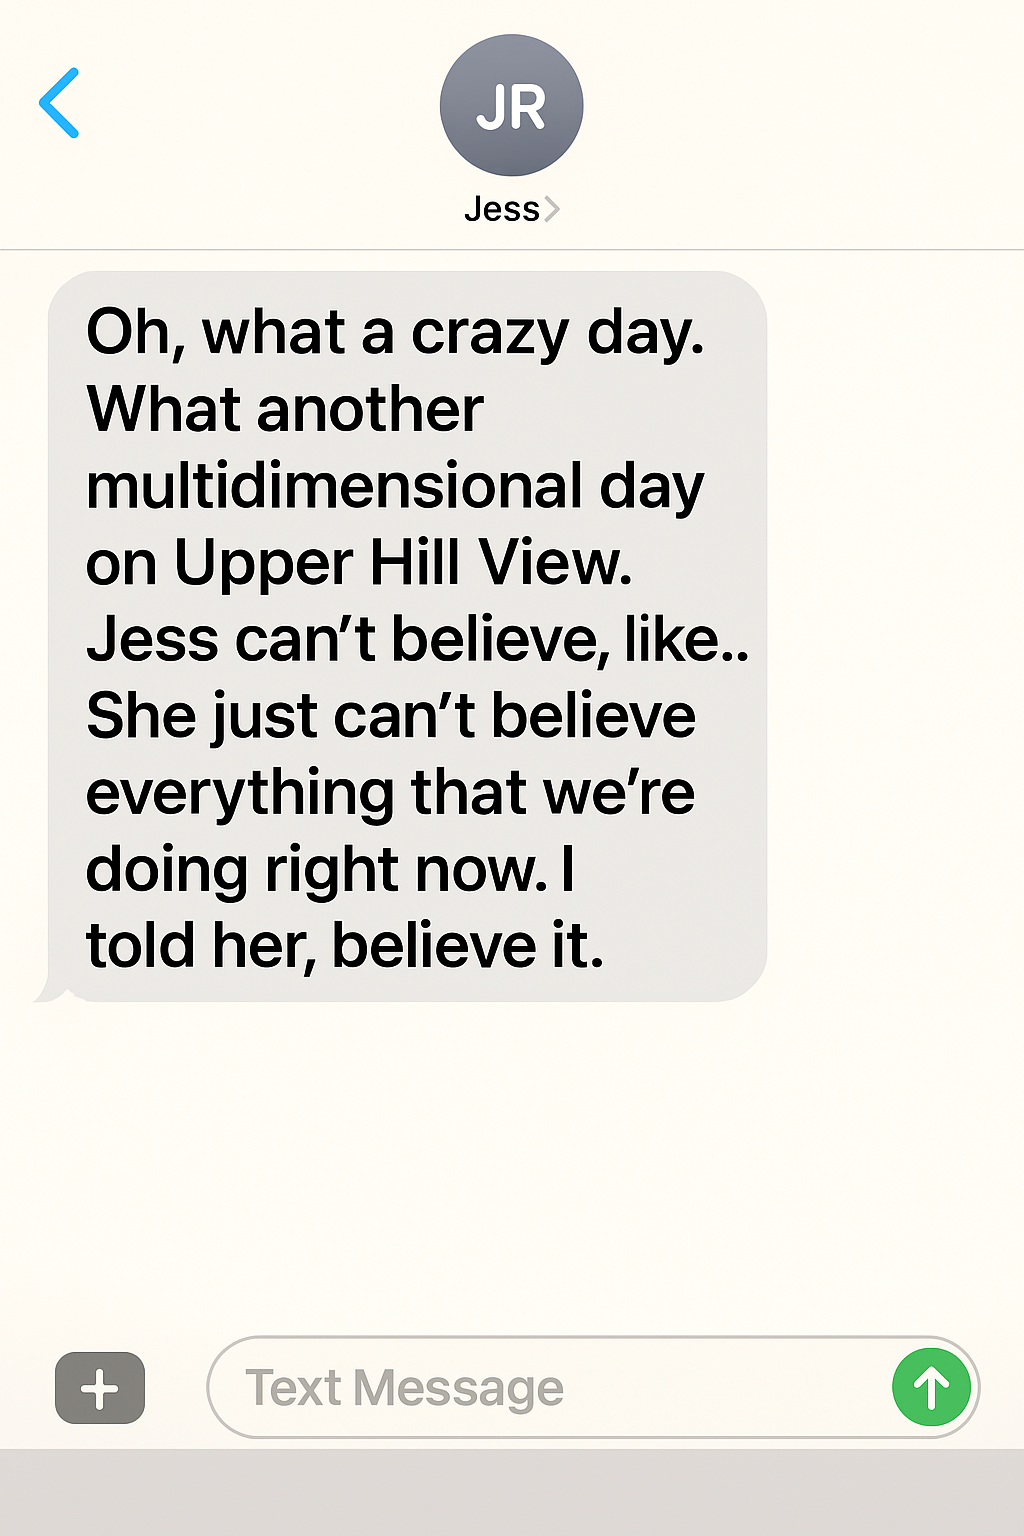 JR
Jess
Oh, what a crazy day.
What another
multidimensional day
on Upper Hill View.
Jess can’t believe, like..
She just can’t believe
everything that we’re
doing right now. I
told her, believe it.
Text Message